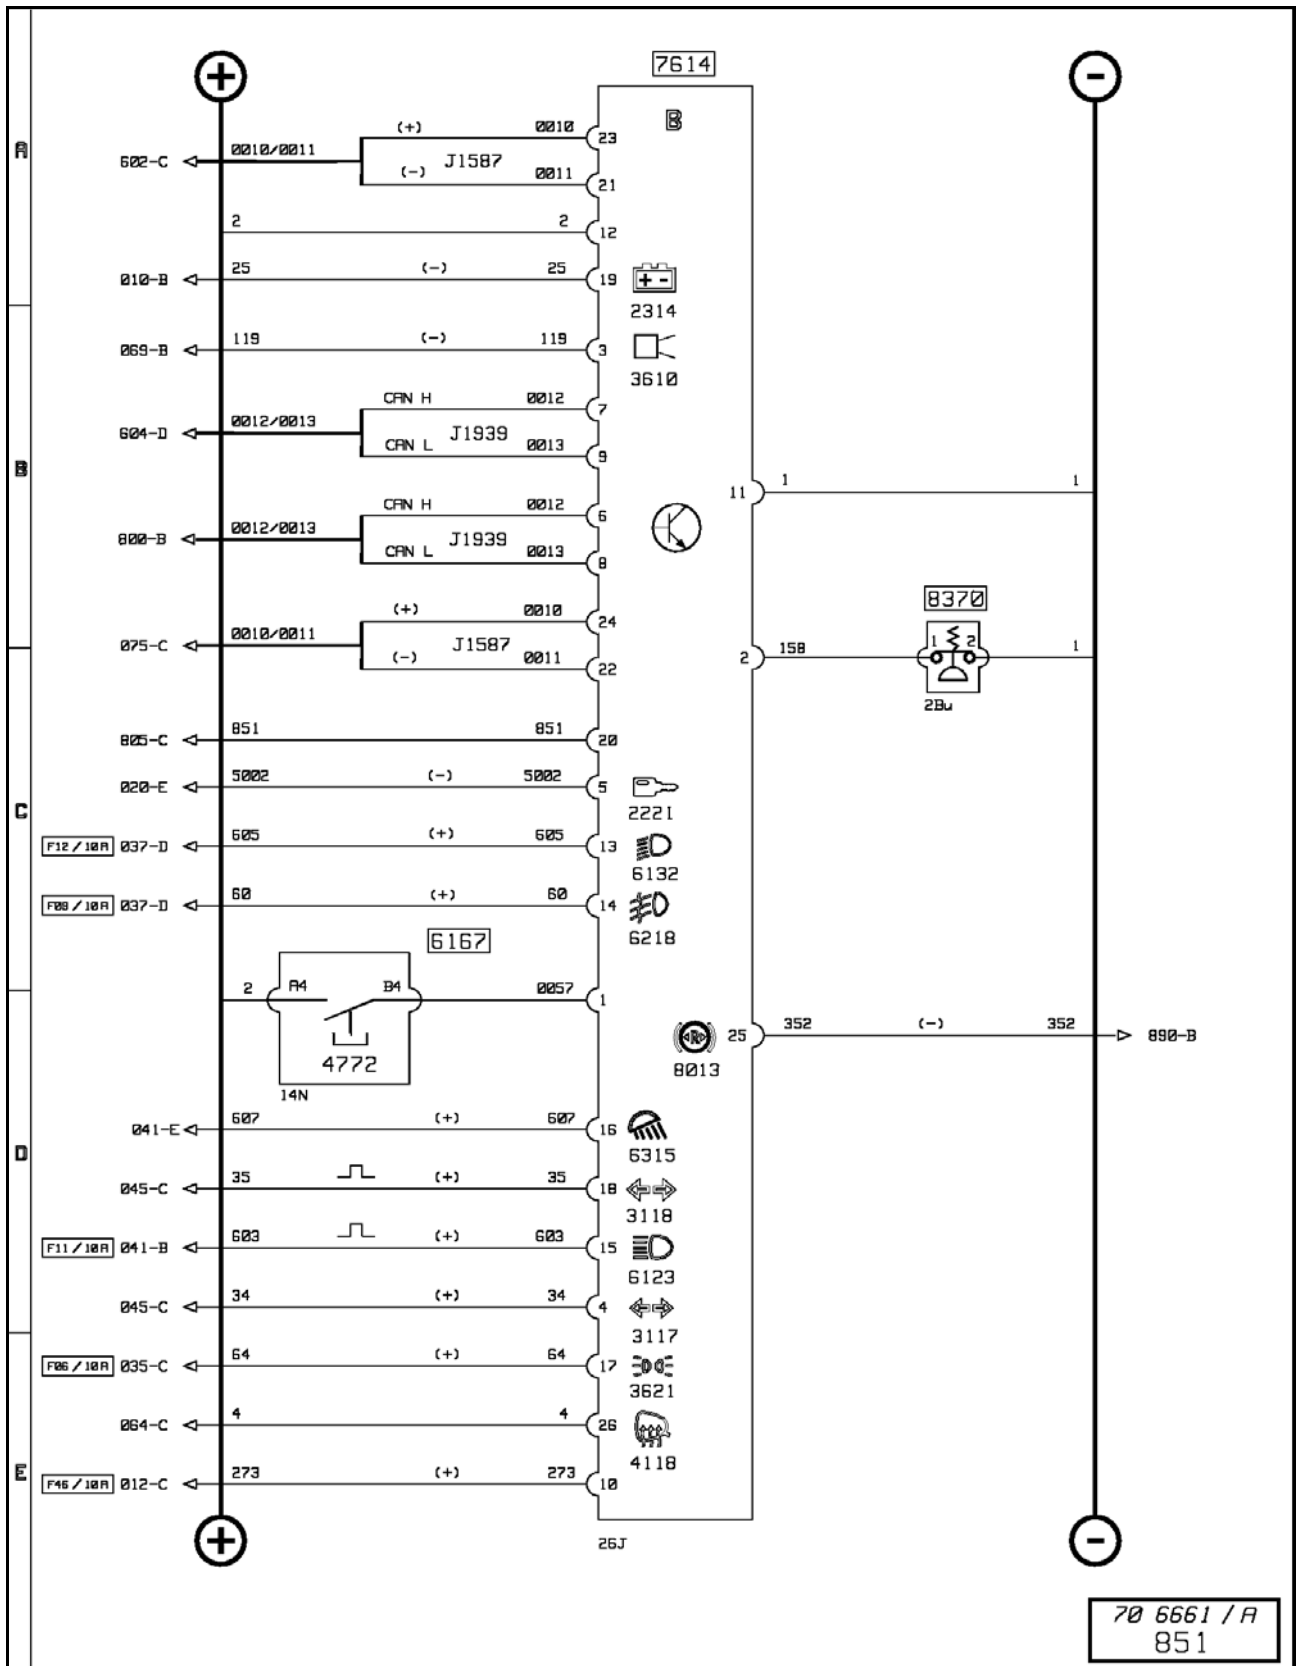 7614
B
A
(+) 0010 23
602-C 0010/0011 J1587
(-) 0011 21
2 2 12
010-B 25 (-) 25 19 + -
2314
069-B 119 (-) 119 3
3610
CAN H 0012 7
604-D 0012/0013 J1939
CAN L 0013 9
B
11 1 1
CAN H 0012 6
800-B 0012/0013 J1939
CAN L 0013 8
8370
(+) 0010 24
075-C 0010/0011 J1587
(-) 0011 22
2 158 1 2 1
2Bu
805-C 851 851 20
020-E 5002 (-) 5002 5
2221
C
F12/10A 037-D 605 (+) 605 13
6132
F08/10A 037-D 60 (+) 60 14
6218
6167
2 A4 B4 0057 1
4772
14N
R 25 352 (-) 352 890-B
8013
041-E 607 (+) 607 16
6315
D
045-C 35 (+) 35 18
3118
F11/10A 041-B 603 (+) 603 15
6123
045-C 34 (+) 34 4
3117
F06/10A 035-C 64 (+) 64 17
3621
064-C 4 4 26
4118
E
F46/10A 012-C 273 (+) 273 10
26J
70 6661/A
851